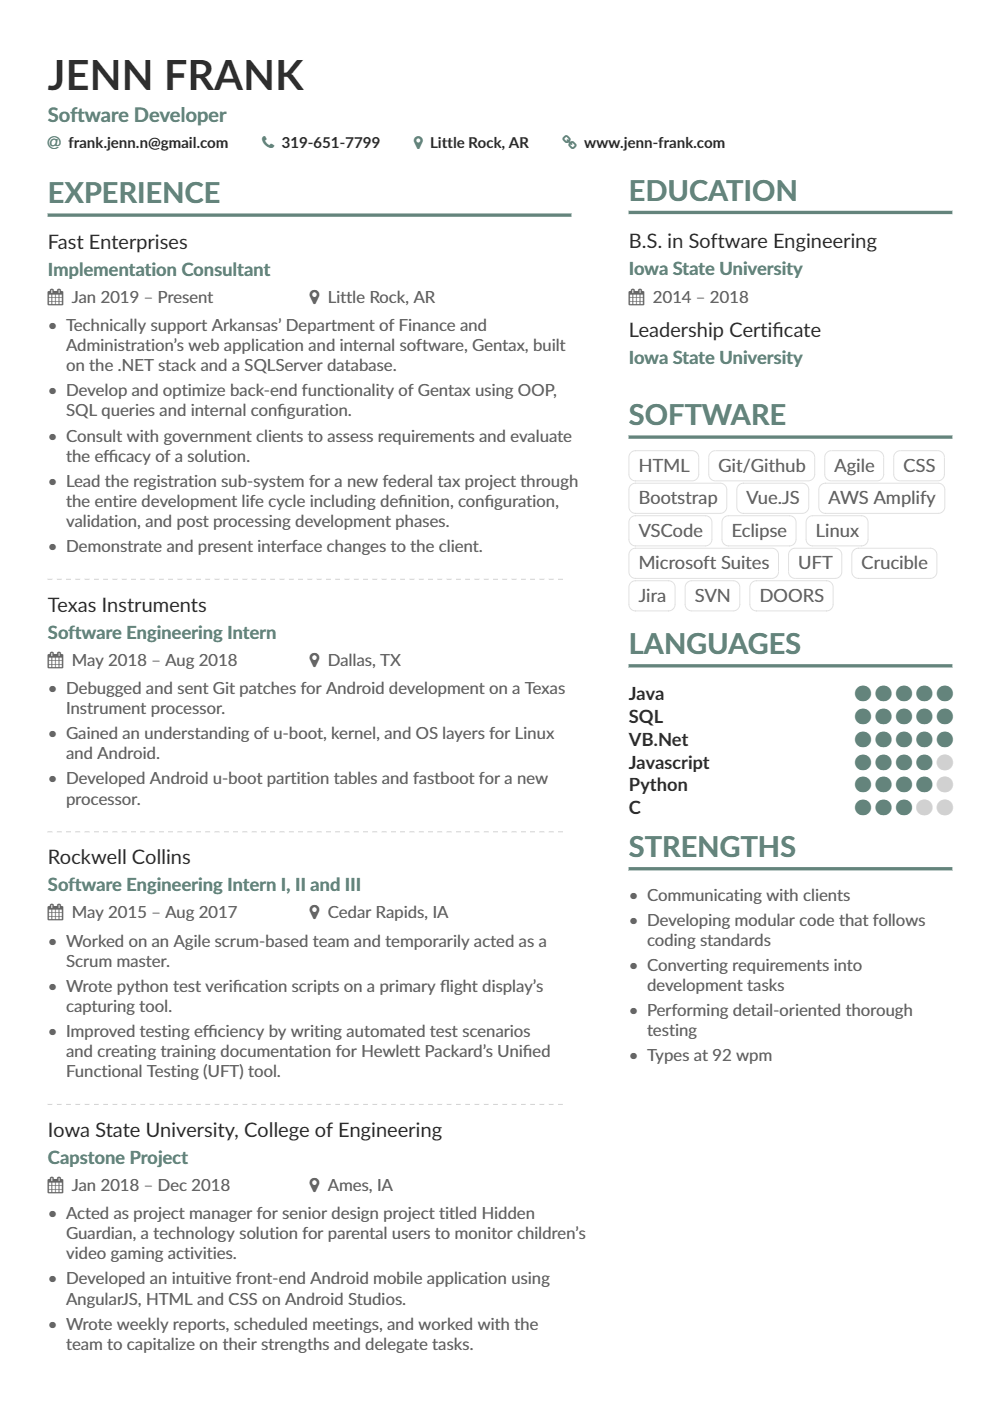 JENN FRANK
Software Developer
frank.jenn.n@gmail.com 319-651-7799 Little Rock, AR www.jenn-frank.com
EXPERIENCE
Fast Enterprises
Implementation Consultant
Jan 2019 – Present Little Rock, AR
• Technically support Arkansas' Department of Finance and
Administration's web application and internal software, Gentax, built
on the .NET stack and a SQLServer database.
• Develop and optimize back-end functionality of Gentax using OOP,
SQL queries and internal configuration.
• Consult with government clients to assess requirements and evaluate
the efficacy of a solution.
• Lead the registration sub-system for a new federal tax project through
the entire development life cycle including definition, configuration,
validation, and post processing development phases.
• Demonstrate and present interface changes to the client.
Texas Instruments
Software Engineering Intern
May 2018 – Aug 2018 Dallas, TX
• Debugged and sent Git patches for Android development on a Texas
Instrument processor.
• Gained an understanding of u-boot, kernel, and OS layers for Linux
and Android.
• Developed Android u-boot partition tables and fastboot for a new
processor.
Rockwell Collins
Software Engineering Intern I, II and III
May 2015 – Aug 2017 Cedar Rapids, IA
• Worked on an Agile scrum-based team and temporarily acted as a
Scrum master.
• Wrote python test verification scripts on a primary flight display's
capturing tool.
• Improved testing efficiency by writing automated test scenarios
and creating training documentation for Hewlett Packard's Unified
Functional Testing (UFT) tool.
Iowa State University, College of Engineering
Capstone Project
Jan 2018 – Dec 2018 Ames, IA
• Acted as project manager for senior design project titled Hidden
Guardian, a technology solution for parental users to monitor children's
video gaming activities.
• Developed an intuitive front-end Android mobile application using
AngularJS, HTML and CSS on Android Studios.
• Wrote weekly reports, scheduled meetings, and worked with the
team to capitalize on their strengths and delegate tasks.
EDUCATION
B.S. in Software Engineering
Iowa State University
2014 – 2018
Leadership Certificate
Iowa State University
SOFTWARE
HTML Git/Github Agile CSS
Bootstrap Vue.JS AWS Amplify
VSCode Eclipse Linux
Microsoft Suites UFT Crucible
Jira SVN DOORS
LANGUAGES
Java
SQL
VB.Net
Javascript
Python
C
STRENGTHS
• Communicating with clients
• Developing modular code that follows
coding standards
• Converting requirements into
development tasks
• Performing detail-oriented thorough
testing
• Types at 92 wpm